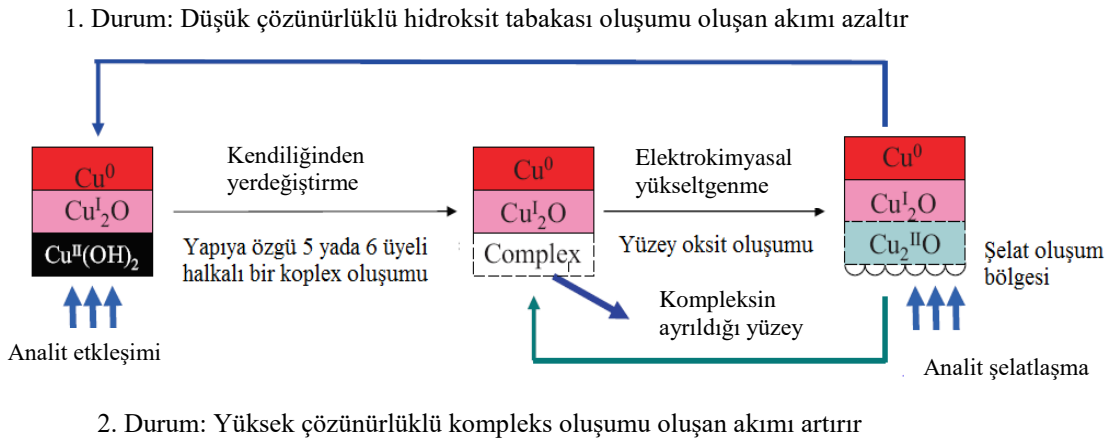 1. Durum: Düşük çözünürlüklü hidroksit tabakası oluşumu oluşan akımı azaltır
Cu⁰
Cuᴵ₂O
Cuᴵᴵ(OH)₂
Analit etkleşimi
Kendiliğinden
yerdeğiştirme
Yapıya özgü 5 yada 6 üyeli
halkalı bir koplex oluşumu
Cu⁰
Cuᴵ₂O
Complex
Kompleksin
ayrıldığı yüzey
Elektrokimyasal
yükseltgenme
Yüzey oksit oluşumu
Cu⁰
Cuᴵ₂O
Cu₂ᴵᴵO
Şelat oluşum
bölgesi
Analit şelatlaşma
2. Durum: Yüksek çözünürlüklü kompleks oluşumu oluşan akımı artırır